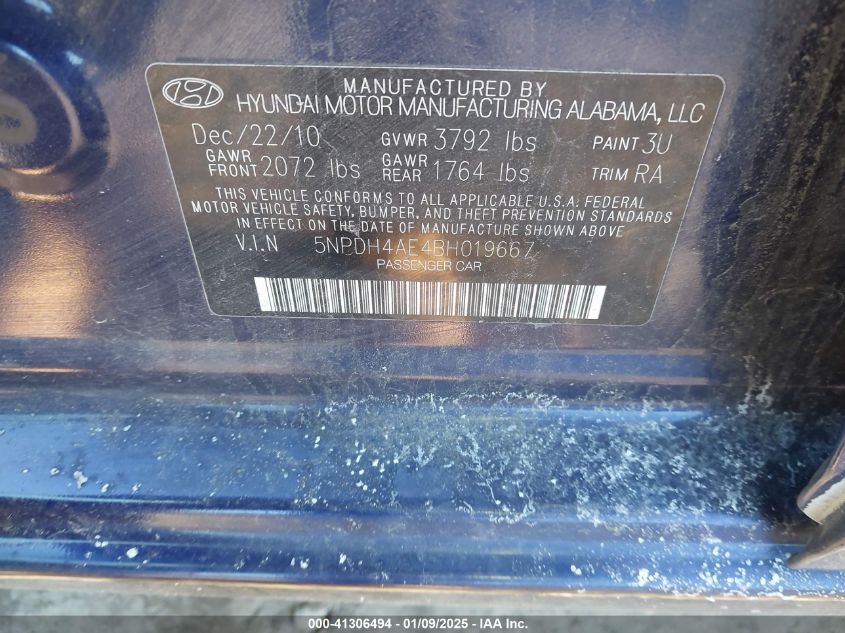 MANUFACTURED BY
HYUNDAI MOTOR MANUFACTURING ALABAMA, LLC
Dec/22/10 GVWR 3792 lbs PAINT 3U
GAWR FRONT 2072 lbs GAWR REAR 1764 lbs TRIM RA
THIS VEHICLE CONFORMS TO ALL APPLICABLE U.S.A. FEDERAL
MOTOR VEHICLE SAFETY, BUMPER, AND THEFT PREVENTION STANDARDS
IN EFFECT ON THE DATE OF MANUFACTURE SHOWN ABOVE.
V.I.N 5NPDH4AE4BH019667
PASSENGER CAR
000-41306494 — 01/09/2025 — IAA Inc.